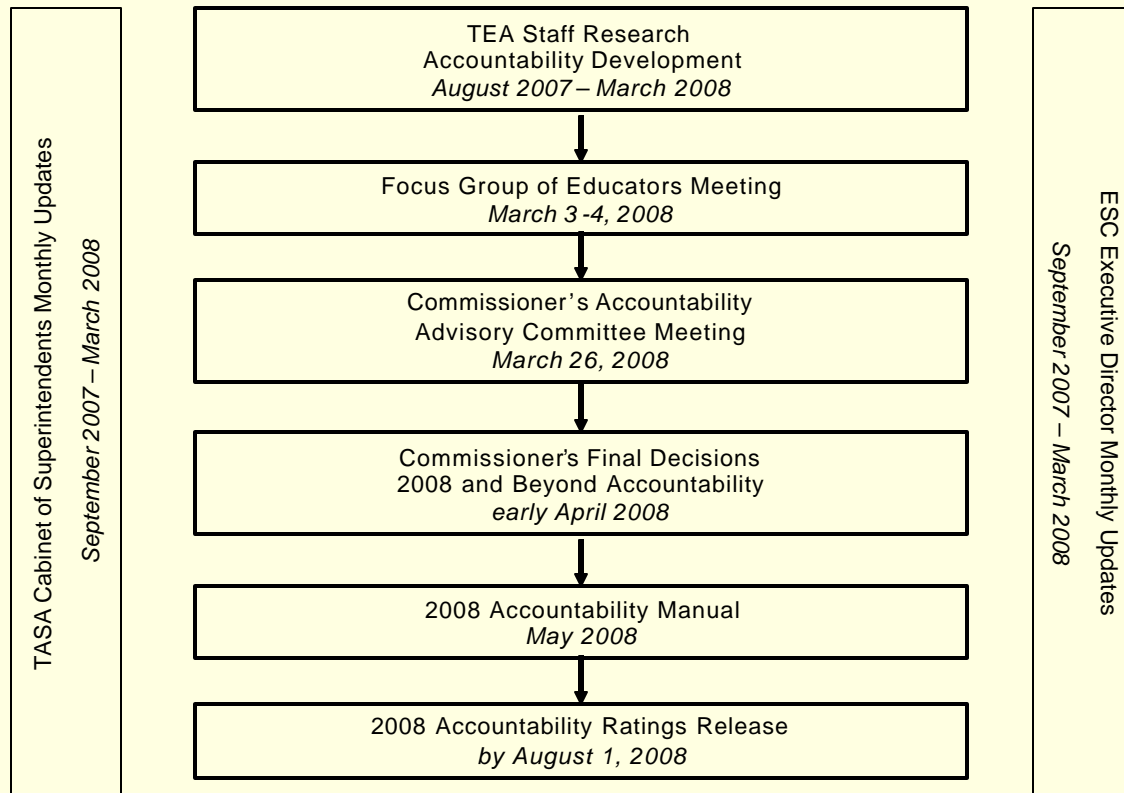 TASA Cabinet of Superintendents Monthly Updates
September 2007 – March 2008
TEA Staff Research
Accountability Development
August 2007 – March 2008
Focus Group of Educators Meeting
March 3 -4, 2008
Commissioner's Accountability
Advisory Committee Meeting
March 26, 2008
Commissioner's Final Decisions
2008 and Beyond Accountability
early April 2008
2008 Accountability Manual
May 2008
2008 Accountability Ratings Release
by August 1, 2008
ESC Executive Director Monthly Updates
September 2007 – March 2008